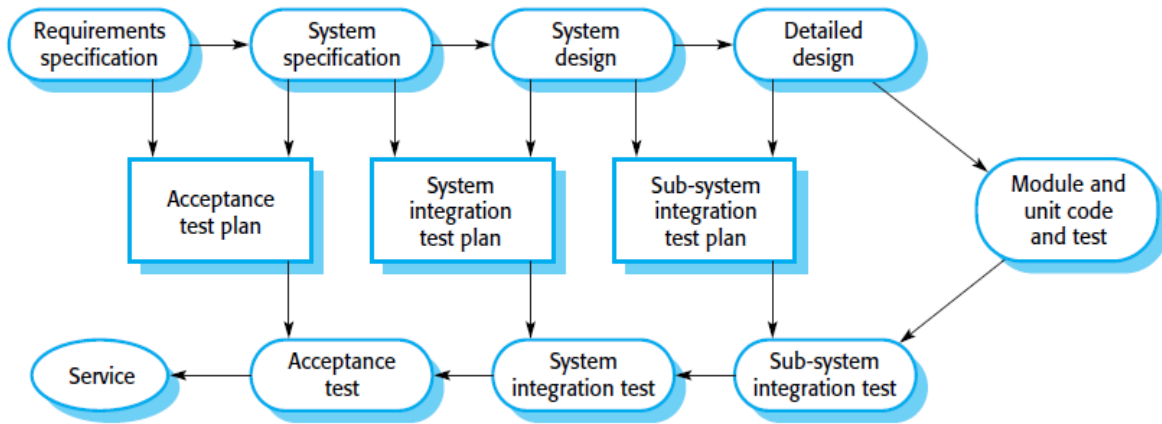 Requirements
specification
System
specification
System
design
Detailed
design
Acceptance
test plan
System
integration
test plan
Sub-system
integration
test plan
Module and
unit code
and test
Service
Acceptance
test
System
integration test
Sub-system
integration test